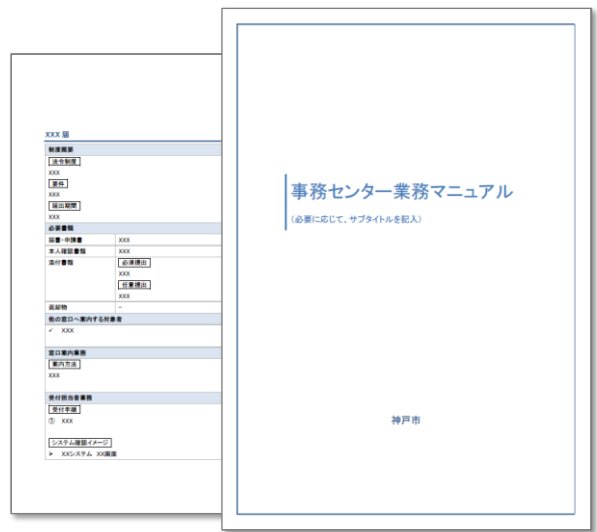 XXX 届
制度概要
法令制度
XXX
要件
XXX
届出期間
XXX
必要書類
届書・申請書 XXX
本人確認書類 XXX
添付書類 必須提出
XXX
任意提出
XXX
返却物 -
他の窓口へ案内する対象者
✓ XXX
窓口案内業務
案内方法
XXX
受付担当者業務
受付手順
① XXX
システム確認イメージ
➤ XXシステム XX画面
事務センター業務マニュアル
(必要に応じて、サブタイトルを記入)
神戸市